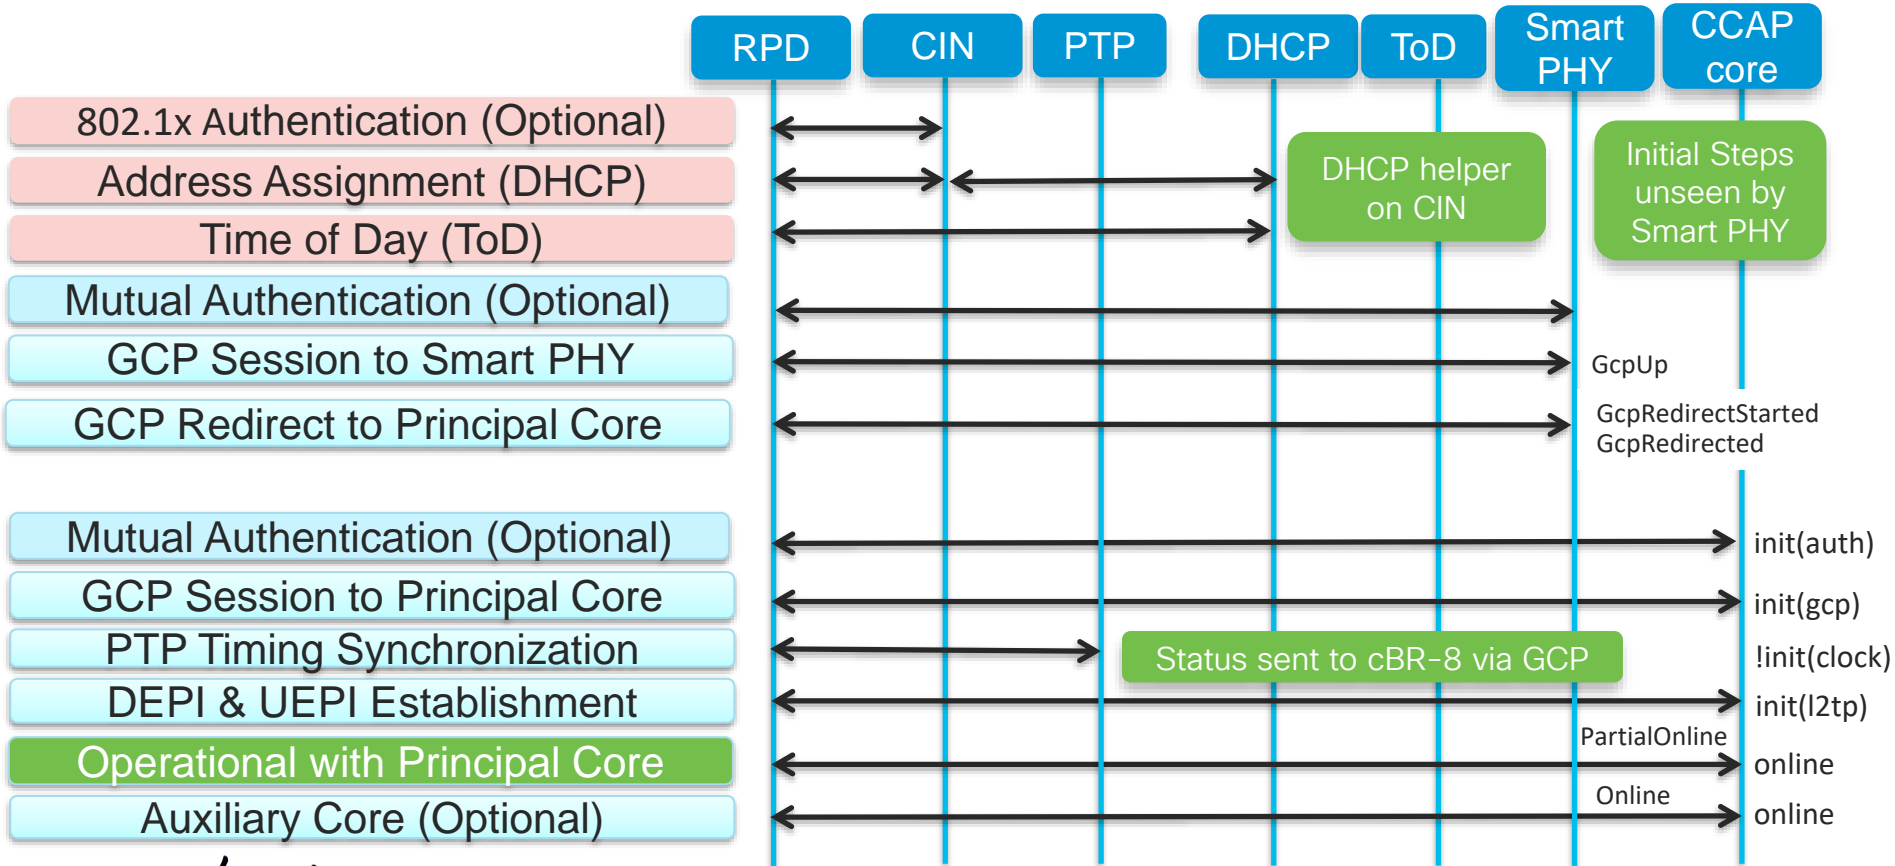 RPD
CIN
PTP
DHCP
ToD
Smart
PHY
CCAP
core
802.1x Authentication (Optional)
Address Assignment (DHCP)
DHCP helper
on CIN
Initial Steps
unseen by
Smart PHY
Time of Day (ToD)
Mutual Authentication (Optional)
GCP Session to Smart PHY
GcpUp
GCP Redirect to Principal Core
GcpRedirectStarted
GcpRedirected
Mutual Authentication (Optional)
init(auth)
GCP Session to Principal Core
init(gcp)
PTP Timing Synchronization
Status sent to cBR-8 via GCP
!init(clock)
DEPI & UEPI Establishment
init(l2tp)
PartialOnline
Operational with Principal Core
online
Online
Auxiliary Core (Optional)
online